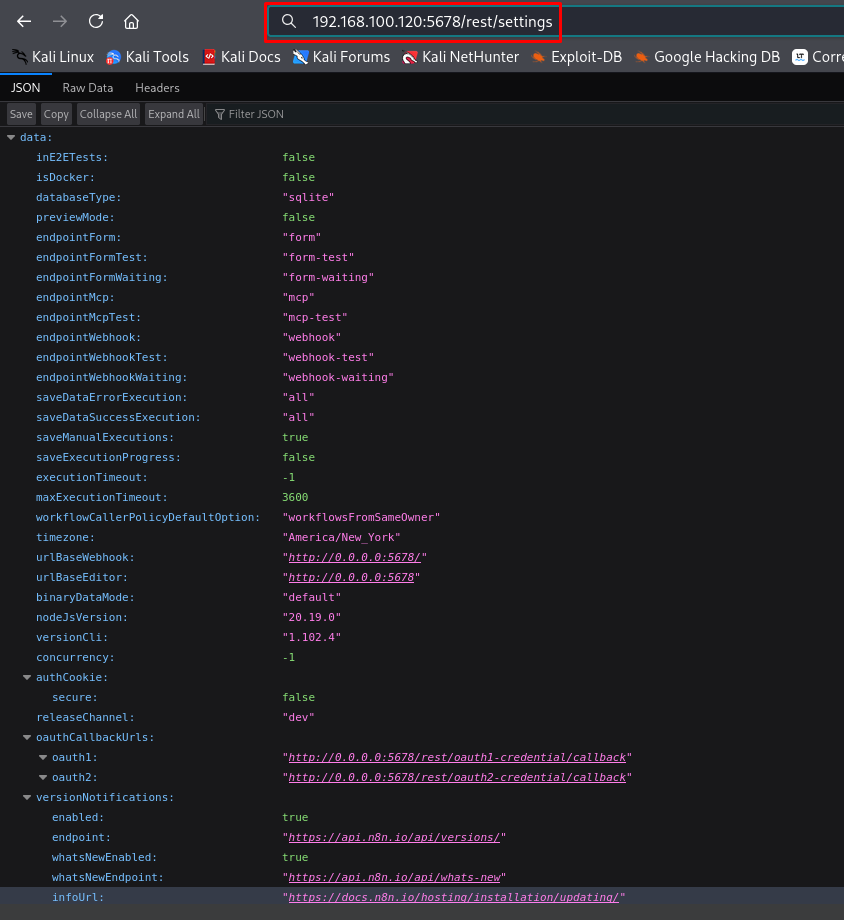 192.168.100.120:5678/rest/settings
Kali Linux Kali Tools Kali Docs Kali Forums Kali NetHunter Exploit-DB Google Hacking DB Corre
JSON Raw Data Headers
Save Copy Collapse All Expand All Filter JSON
data:
inE2ETests: false
isDocker: false
databaseType: "sqlite"
previewMode: false
endpointForm: "form"
endpointFormTest: "form-test"
endpointFormWaiting: "form-waiting"
endpointMcp: "mcp"
endpointMcpTest: "mcp-test"
endpointWebhook: "webhook"
endpointWebhookTest: "webhook-test"
endpointWebhookWaiting: "webhook-waiting"
saveDataErrorExecution: "all"
saveDataSuccessExecution: "all"
saveManualExecutions: true
saveExecutionProgress: false
executionTimeout: -1
maxExecutionTimeout: 3600
workflowCallerPolicyDefaultOption: "workflowsFromSameOwner"
timezone: "America/New_York"
urlBaseWebhook: "http://0.0.0.0:5678/"
urlBaseEditor: "http://0.0.0.0:5678"
binaryDataMode: "default"
nodeJsVersion: "20.19.0"
versionCli: "1.102.4"
concurrency: -1
authCookie:
secure: false
releaseChannel: "dev"
oauthCallbackUrls:
oauth1: "http://0.0.0.0:5678/rest/oauth1-credential/callback"
oauth2: "http://0.0.0.0:5678/rest/oauth2-credential/callback"
versionNotifications:
enabled: true
endpoint: "https://api.n8n.io/api/versions/"
whatsNewEnabled: true
whatsNewEndpoint: "https://api.n8n.io/api/whats-new"
infoUrl: "https://docs.n8n.io/hosting/installation/updating/"